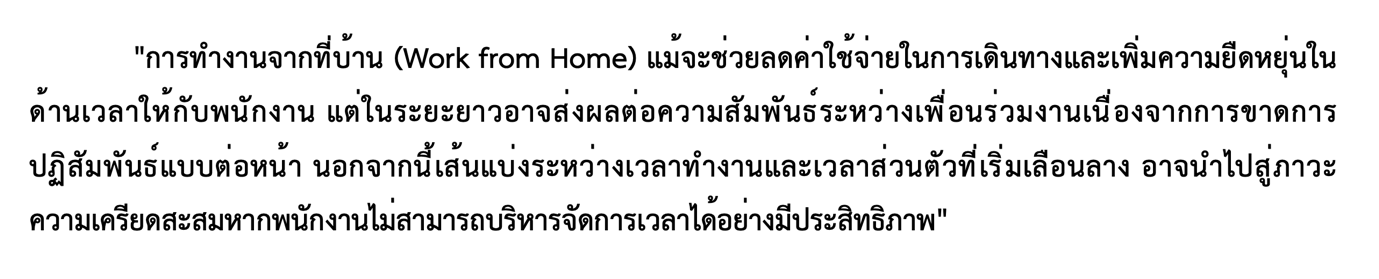 "การทำงานจากที่บ้าน (Work from Home) แม้จะช่วยลดค่าใช้จ่ายในการเดินทางและเพิ่มความยืดหยุ่นใน
ด้านเวลาให้กับพนักงาน แต่ในระยะยาวอาจส่งผลต่อความสัมพันธ์ระหว่างเพื่อนร่วมงานเนื่องจากการขาดการ
ปฏิสัมพันธ์แบบต่อหน้า นอกจากนี้เส้นแบ่งระหว่างเวลาทำงานและเวลาส่วนตัวที่เริ่มเลือนลาง อาจนำไปสู่ภาวะ
ความเครียดสะสมหากพนักงานไม่สามารถบริหารจัดการเวลาได้อย่างมีประสิทธิภาพ"